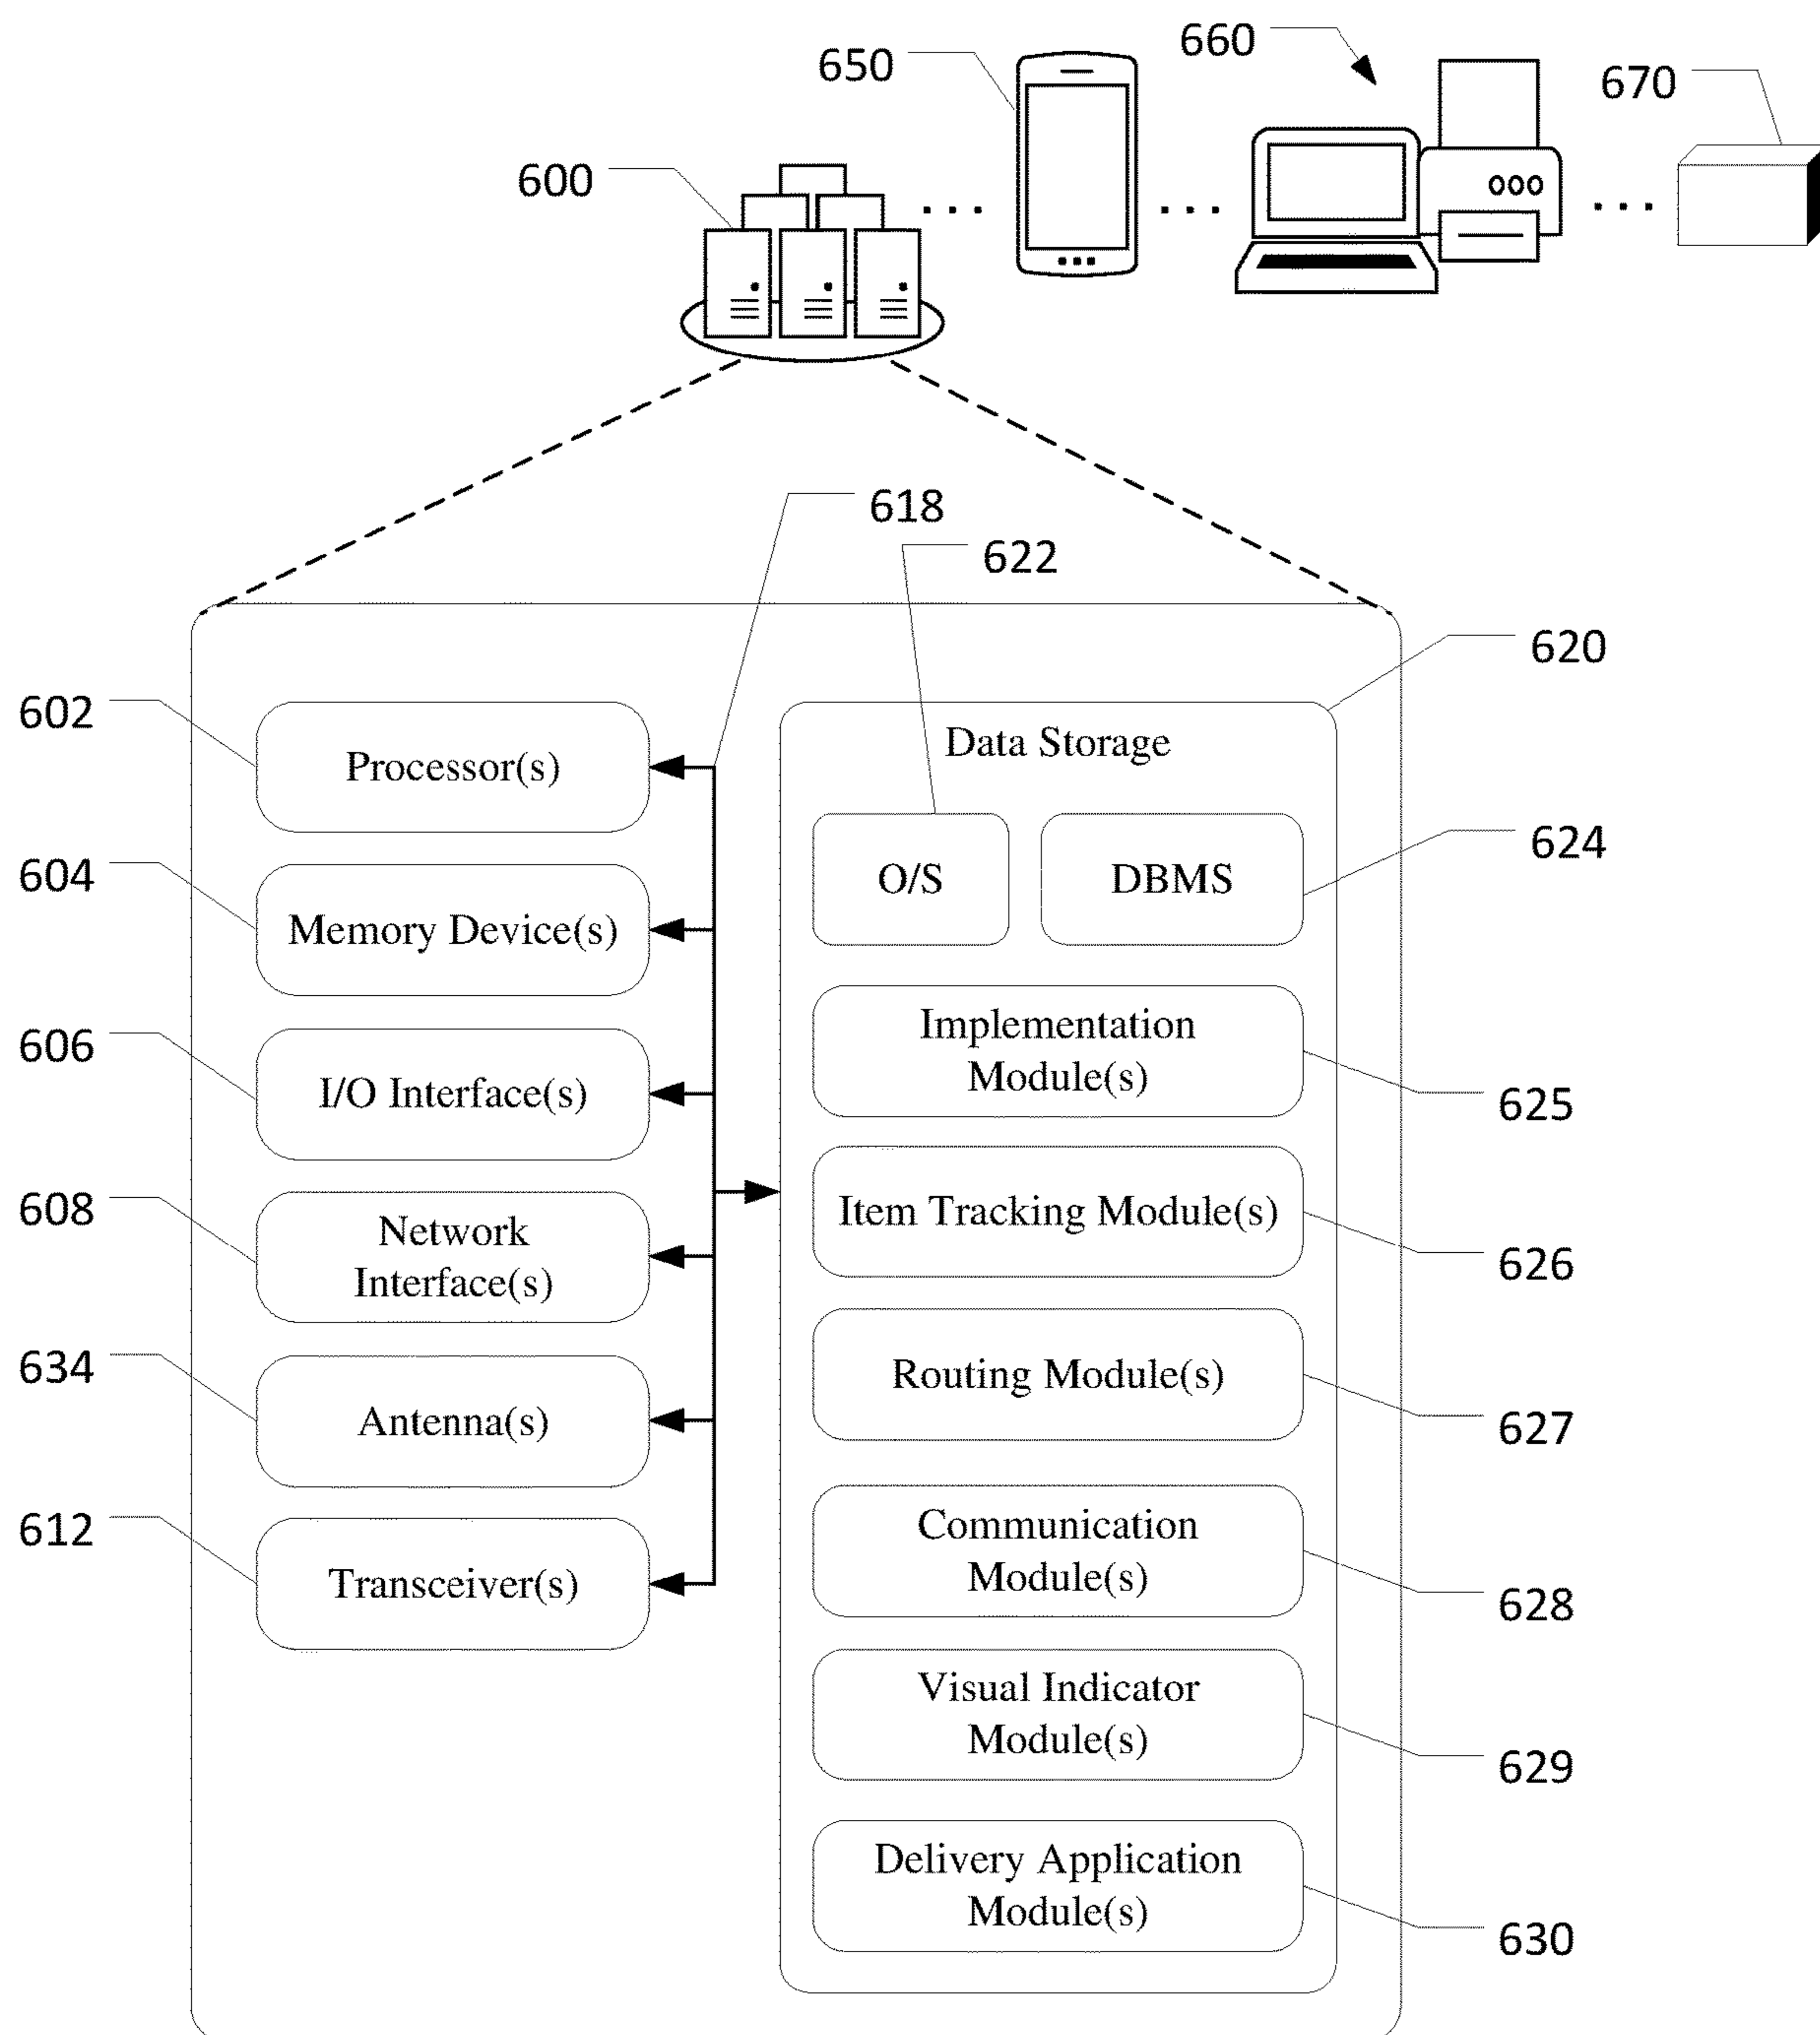 650
660
670
600
618
622
620
602
Processor(s)
Data Storage
624
O/S
DBMS
604
Memory Device(s)
Implementation
Module(s)
625
606
I/O Interface(s)
Item Tracking Module(s)
626
608
Network
Interface(s)
Routing Module(s)
627
634
Antenna(s)
Communication
Module(s)
628
612
Transceiver(s)
Visual Indicator
Module(s)
629
Delivery Application
Module(s)
630